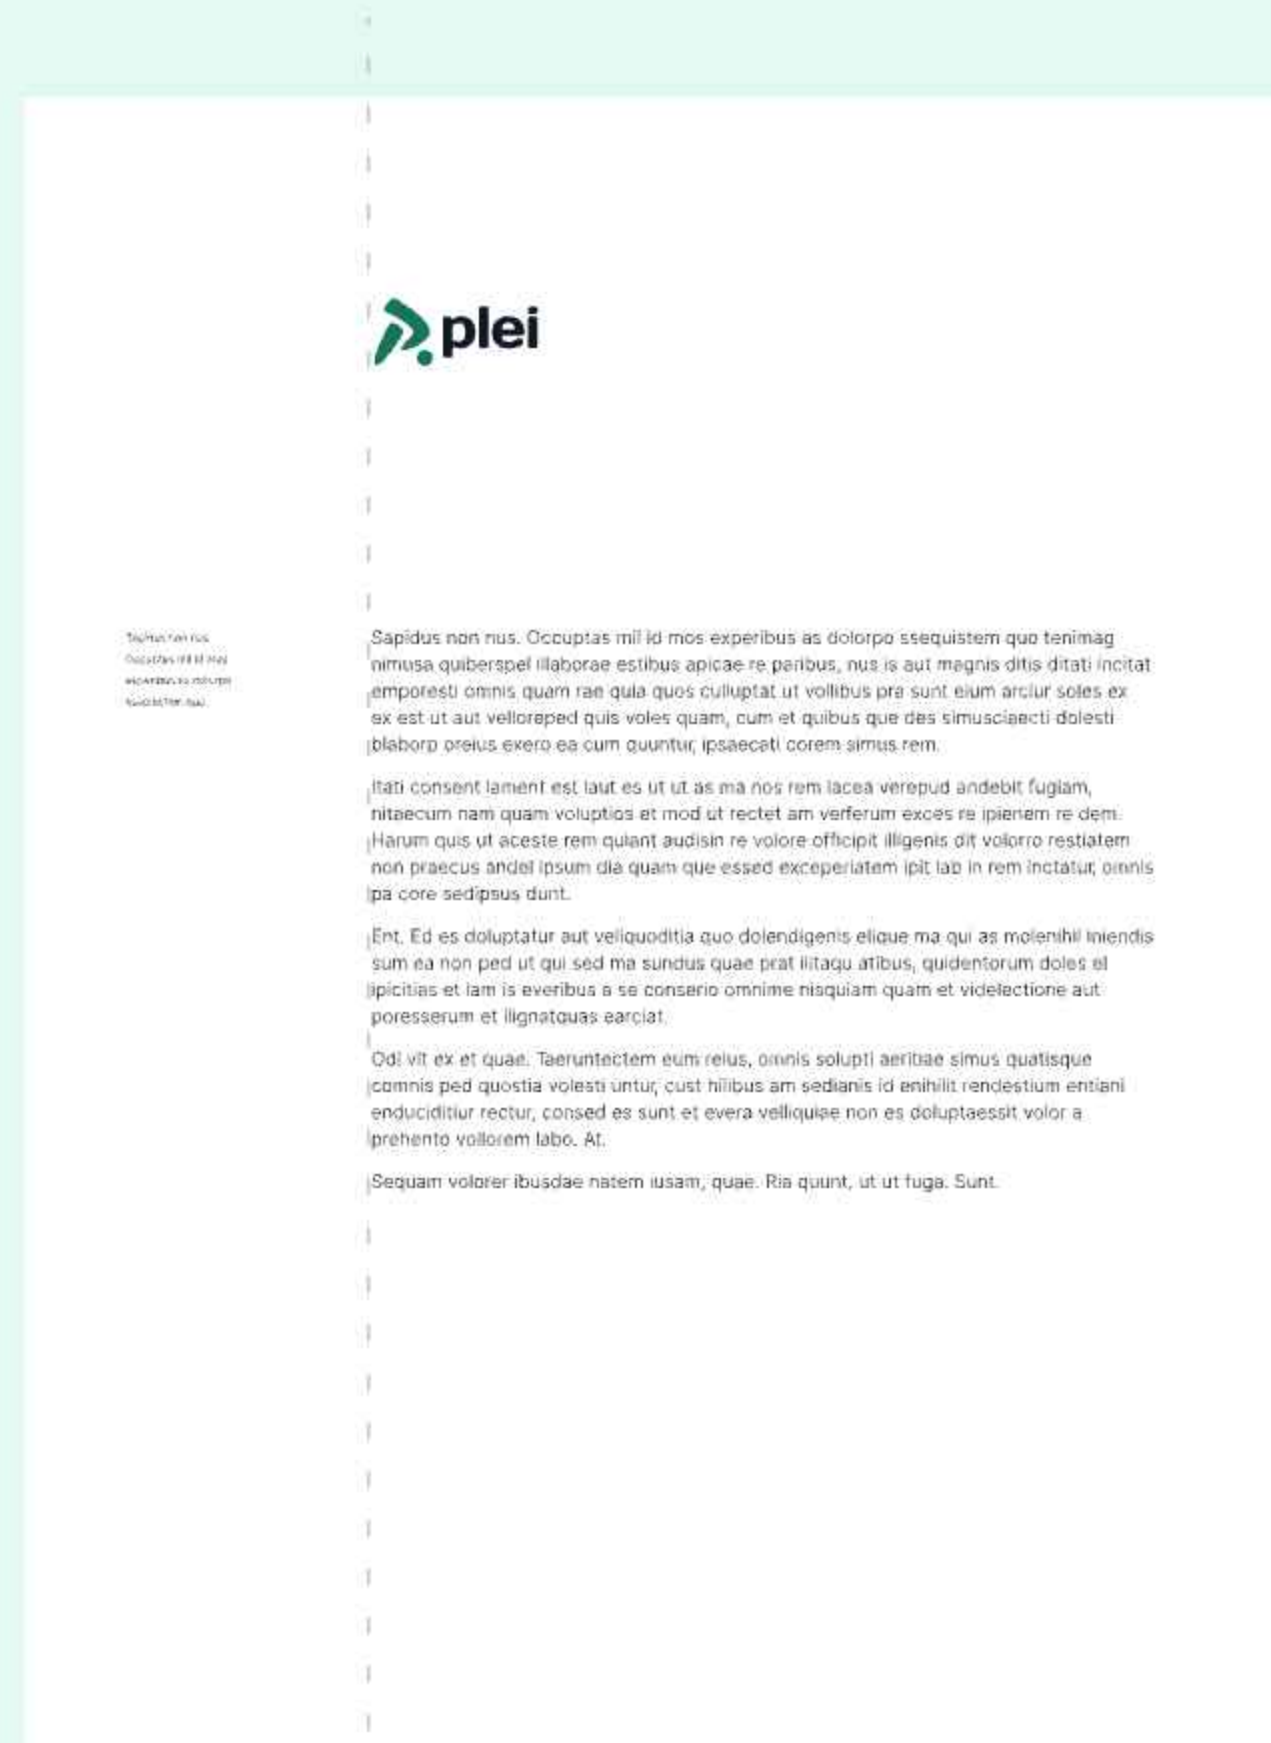 plei
Sapidus non nus.
Occuptas mil id mos
experibus as dolorpo
Sapidus non nus. Occuptas mil id mos experibus as dolorpo ssequistem quo tenimag
nimusa quiberspel illaborae estibus apicae re paribus, nus is aut magnis ditis ditati incitat
emporesti omnis quam rae quia quos culluptat ut vollibus pra sunt eium arciur soles ex
ex est ut aut velloreped quis voles quam, cum et quibus que des simusciaecti dolesti
blaborp oreius exero ea cum quuntur, ipsaecati corem simus rem.
Itati consent lament est laut es ut ut as ma nos rem lacea verepud andebit fugiam,
nitaecum nam quam voluptios et mod ut rectet am verferum exces re ipienem re dem.
Harum quis ut aceste rem quiant audisin re volore officipit illigenis dit volorro restiatem
non praecus andel ipsum dia quam que essed exceperiatem ipit lab in rem inctatur, omnis
pa core sedipsus dunt.
Ent. Ed es doluptatur aut veliquoditia quo dolendigenis elique ma qui as molenihil iniendis
sum ea non ped ut qui sed ma sundus quae prat ilitaqu atibus, quidentorum doles el
ipicitias et lam is everibus a se conserio omnime nisquiam quam et videlectione aut
poresserum et ilignatquas earciat.
Odi vit ex et quae. Taeruntectem eum reius, omnis solupti aeritiae simus quatisque
comnis ped quostia volesti untur, cust hilibus am sedianis id enihilit rendestium entiani
enduciditiur rectur, consed es sunt et evera velliquiae non es doluptaessit volor a
prehento vollorem labo. At.
Sequam volorer ibusdae natem iusam, quae. Ria quunt, ut ut fuga. Sunt.